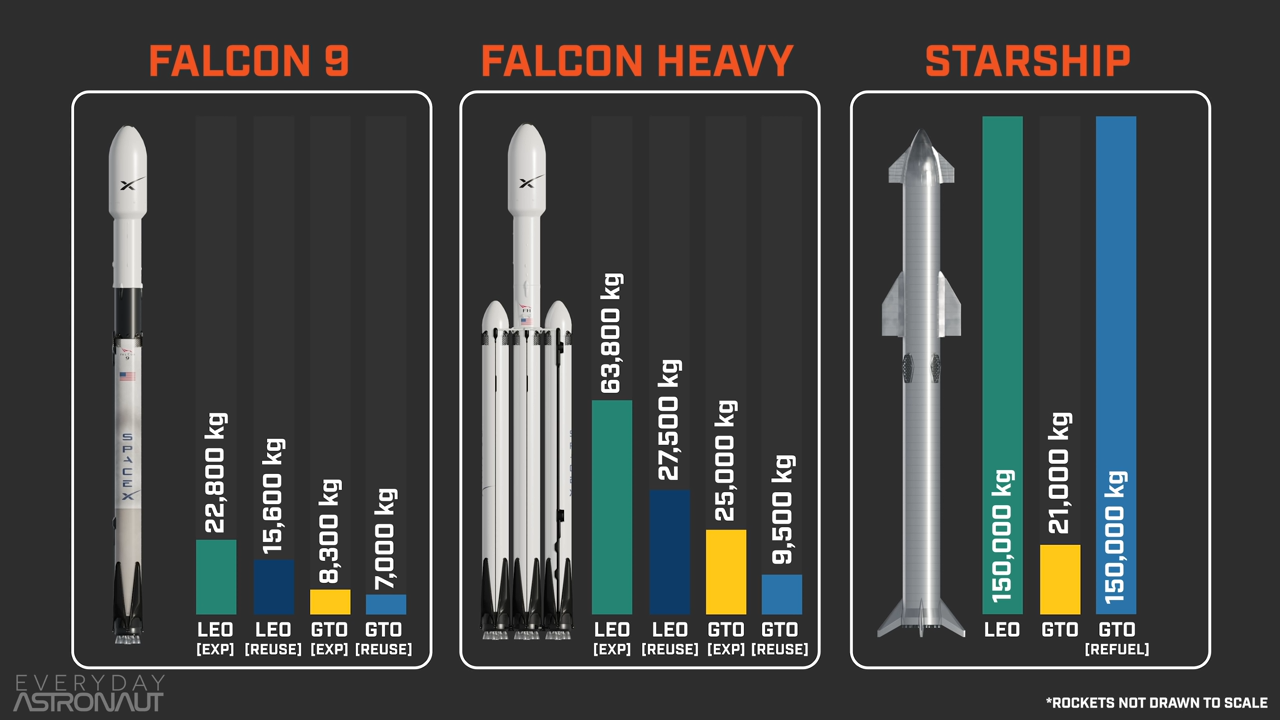 FALCON 9
FALCON HEAVY
STARSHIP
9
SPACEX
22,800 kg
15,600 kg
8,300 kg
7,000 kg
LEO
[EXP]
LEO
[REUSE]
GTO
[EXP]
GTO
[REUSE]
63,800 kg
27,500 kg
25,000 kg
9,500 kg
LEO
[EXP]
LEO
[REUSE]
GTO
[EXP]
GTO
[REUSE]
150,000 kg
21,000 kg
150,000 kg
LEO
GTO
GTO
[REFUEL]
EVERYDAY
ASTRONAUT
*ROCKETS NOT DRAWN TO SCALE